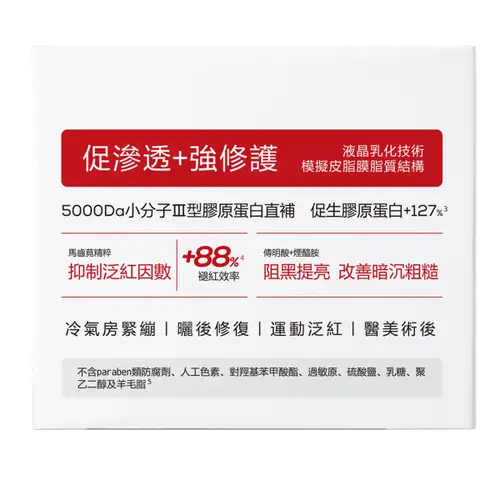 促滲透+強修護
液晶乳化技術
模擬皮脂膜脂質結構
5000Da小分子Ⅲ型膠原蛋白直補 促生膠原蛋白+127%3
馬齒莧精粹
抑制泛紅因數
+88%4
褪紅效率
傳明酸+煙醯胺
阻黑提亮 改善暗沉粗糙
冷氣房緊繃|曬後修復|運動泛紅|醫美術後
不含paraben類防腐劑、人工色素、對羥基苯甲酸酯、過敏原、硫酸鹽、乳糖、聚
乙二醇及羊毛脂5